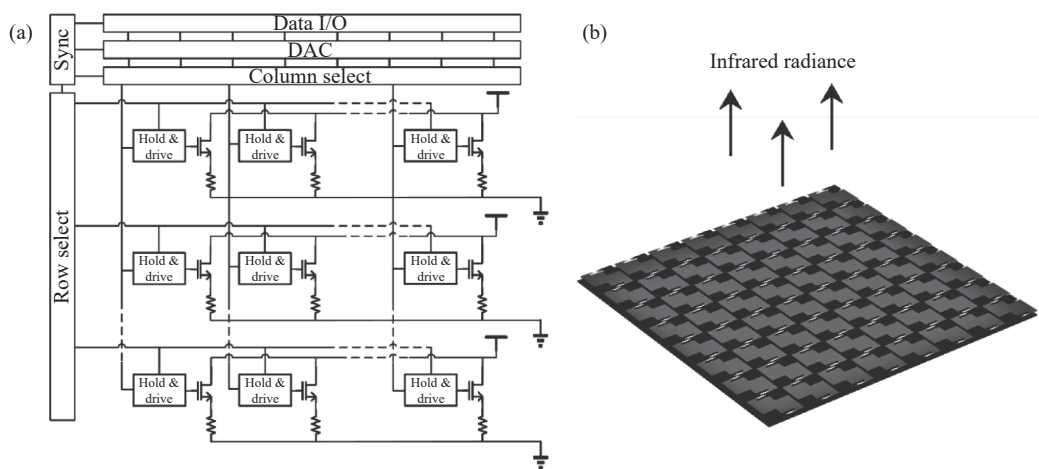 (a)
Sync
Data I/O
DAC
Column select
Row select
Hold &
drive
Hold &
drive
Hold &
drive
Hold &
drive
Hold &
drive
Hold &
drive
Hold &
drive
Hold &
drive
Hold &
drive
(b)
Infrared radiance